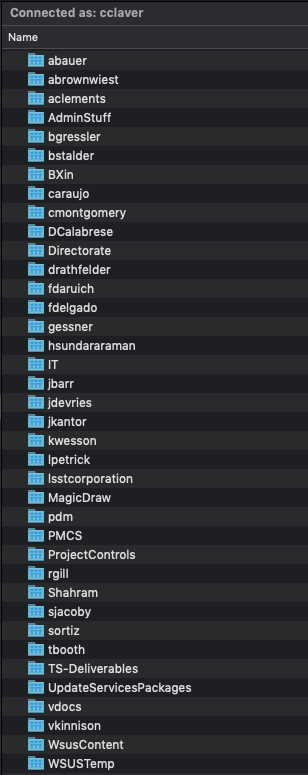 Connected as: cclaver
Name
abauer
abrownwiest
aclements
AdminStuff
bgressler
bstalder
BXin
caraujo
cmontgomery
DCalabrese
Directorate
drathfelder
fdaruich
fdelgado
gessner
hsundararaman
IT
jbarr
jdevries
jkantor
kwesson
lpetrick
lsstcorporation
MagicDraw
pdm
PMCS
ProjectControls
rgill
Shahram
sjacoby
sortiz
tbooth
TS-Deliverables
UpdateServicesPackages
vdocs
vkinnison
WsusContent
WSUSTemp